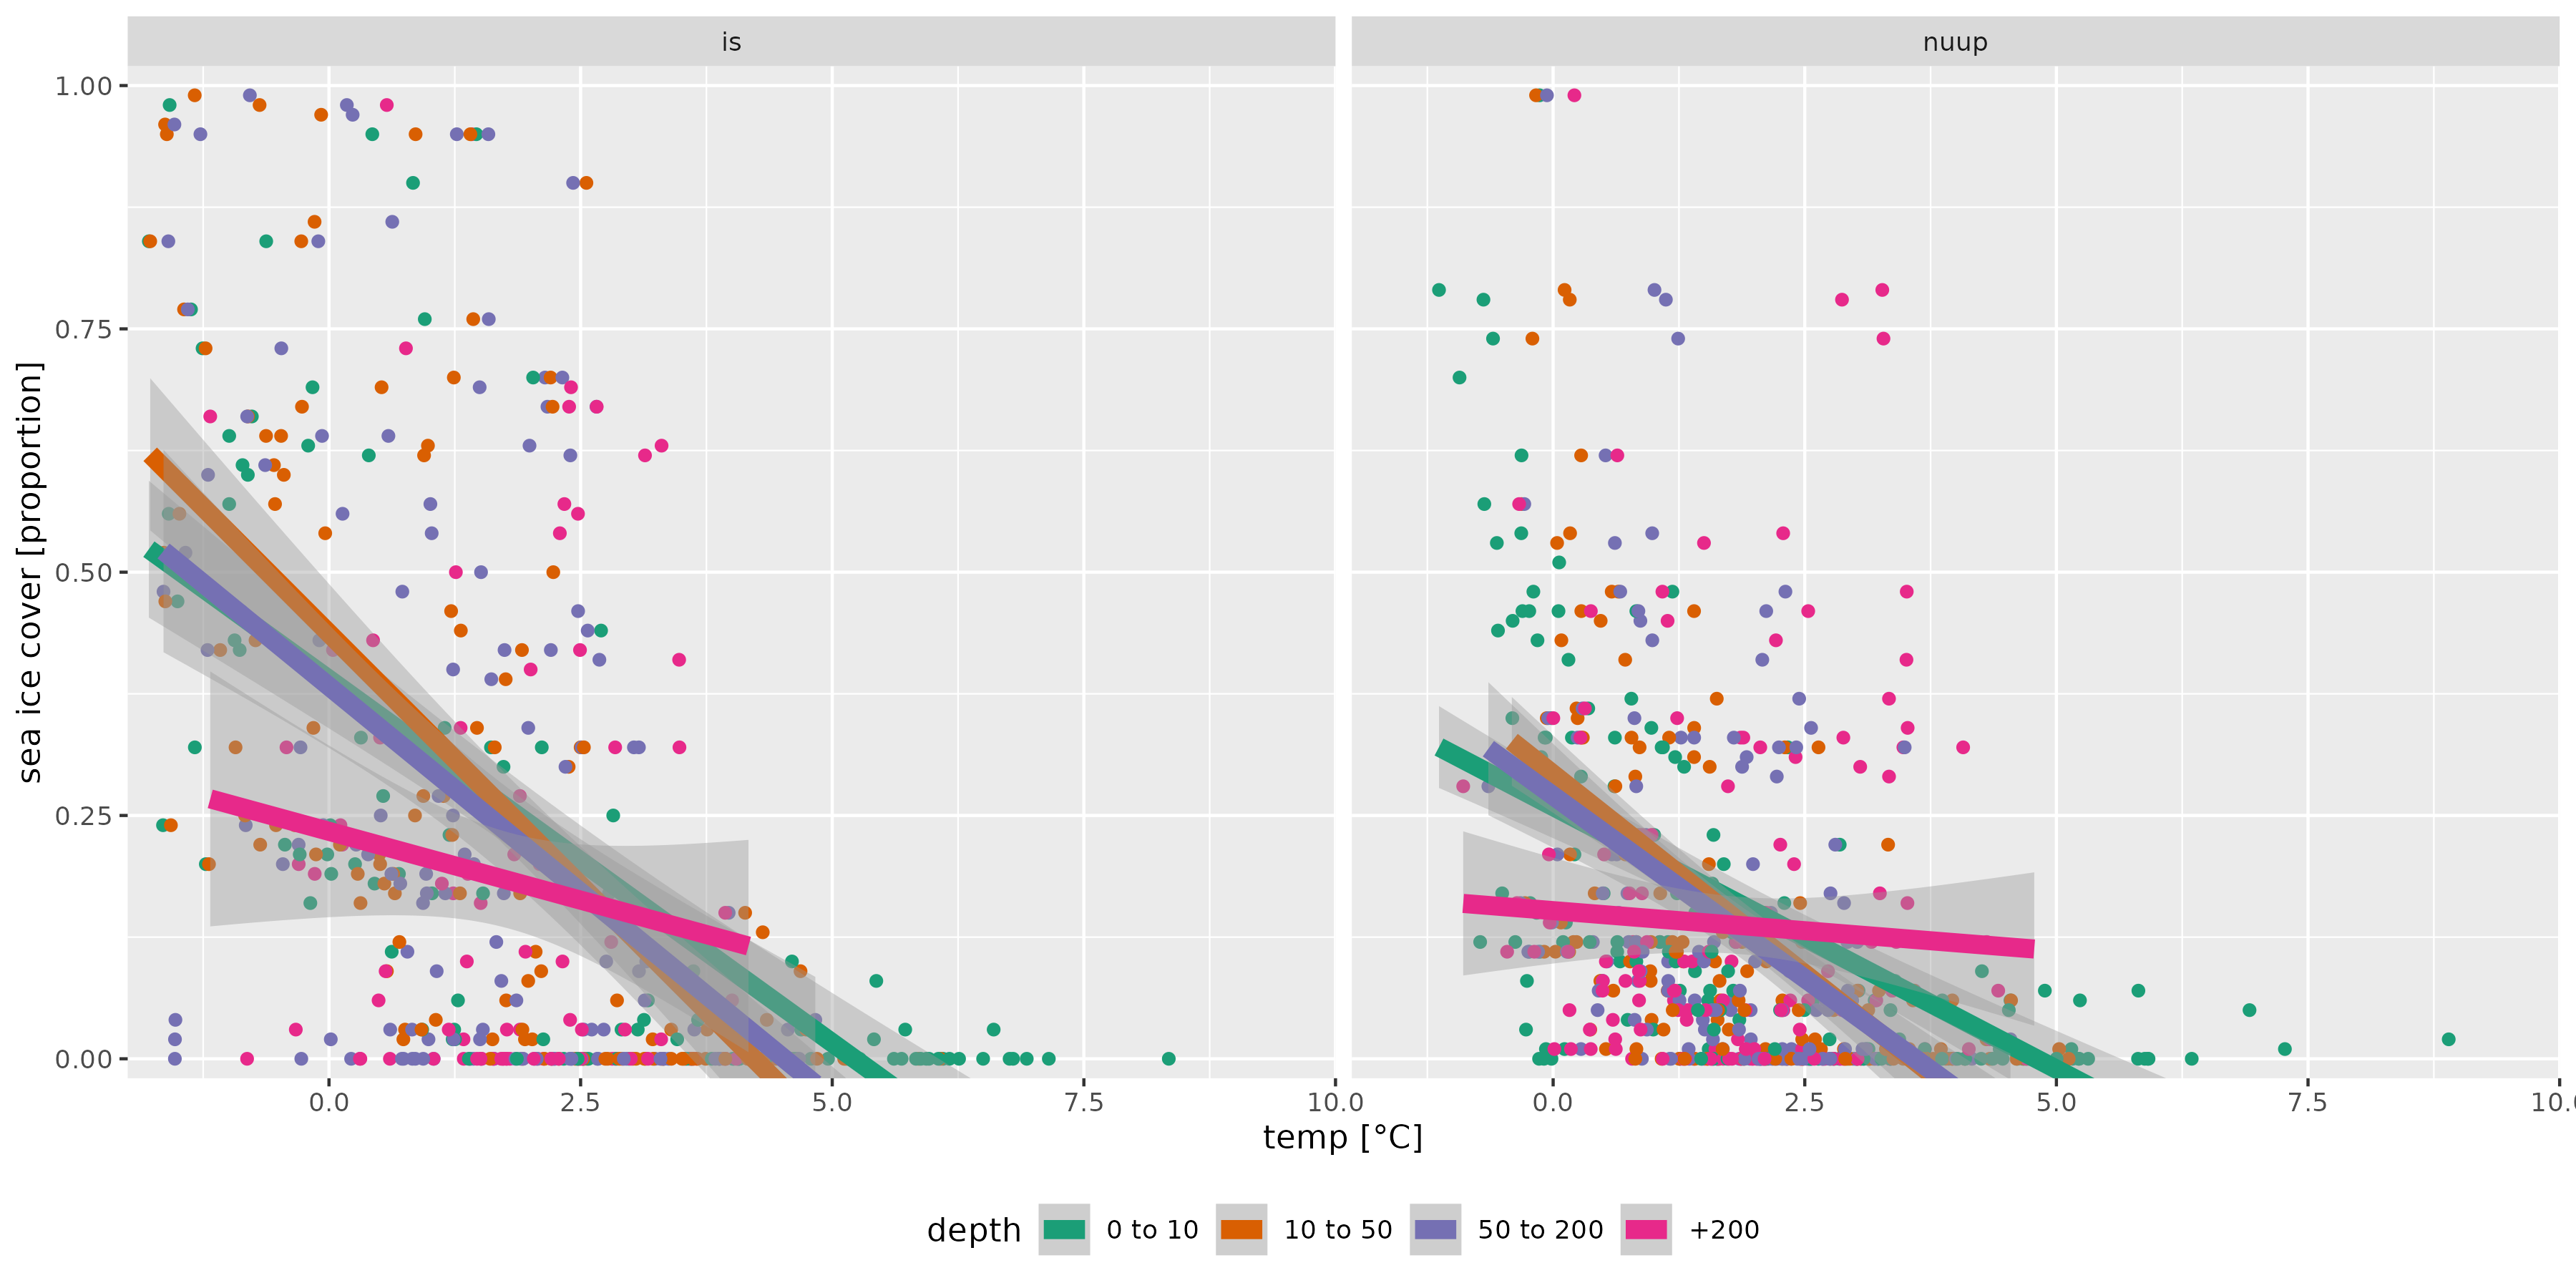 is nuup
1.00
0.75
0.50
0.25
0.00
sea ice cover [proportion]
0.0 2.5 5.0 7.5 10.0 0.0 2.5 5.0 7.5 10.0
temp [°C]
depth 0 to 10 10 to 50 50 to 200 +200